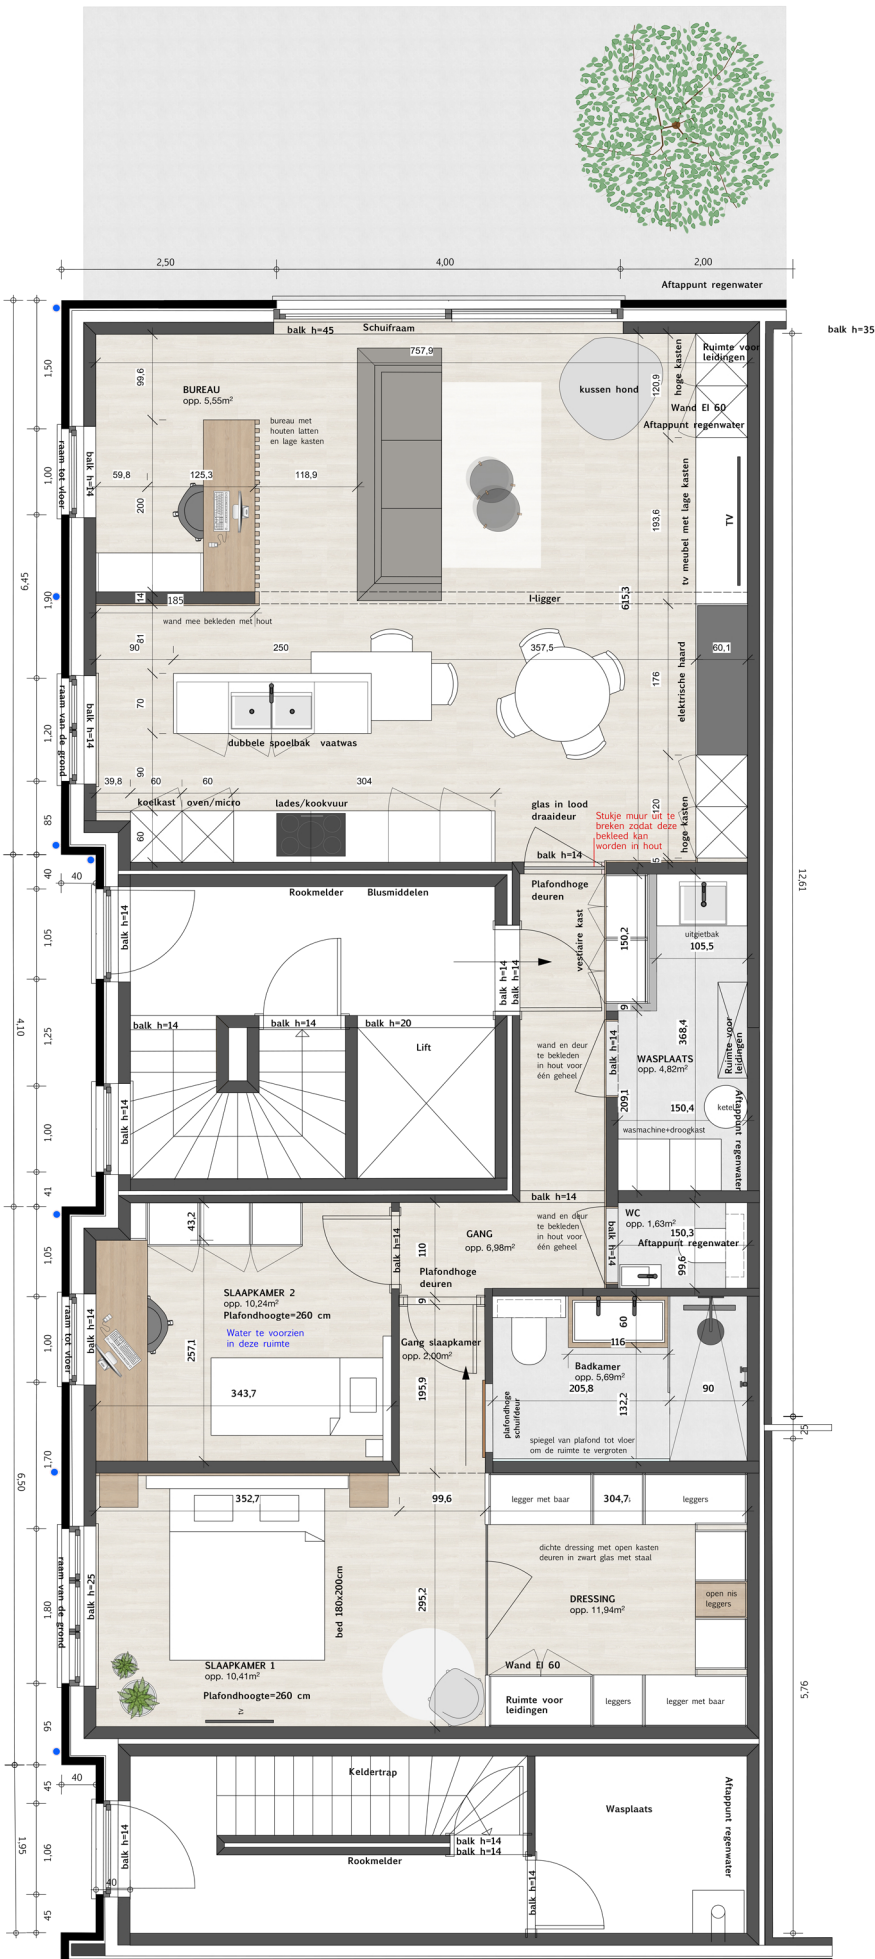 2,50
4,00
2,00
Aftappunt regenwater
balk h=45
Schuifraam
balk h=35
757,9
Ruimte voor
leidingen
hoge kasten
120,9
1,50
99,6
BUREAU
opp. 5,55m²
kussen hond
Wand EI 60
Aftappunt regenwater
bureau met
houten latten
en lage kasten
raam tot vloer
balk h=14
1,00
59,8
125,3
118,9
200
193,6
tv meubel met lage kasten
TV
6,45
1,90
14
185
I-ligger
615,3
wand mee bekleden met hout
90
81
250
357,5
60,1
176
elektrische haard
70
raam van de grond
balk h=14
1,20
dubbele spoelbak
vaatwas
90
39,8
60
60
304
koelkast
oven/micro
lades/kookvuur
glas in lood
draaideur
Stukje muur uit te
breken zodat deze
bekleed kan
worden in hout
120
hoge kasten
85
60
5
balk h=14
40
40
Rookmelder
Blusmiddelen
Plafondhoge
deuren
12,61
balk h=14
1,05
vestiaire kast
150,2
uitgietbak
105,5
balk h=14
balk h=14
9
4,10
1,25
balk h=14
balk h=14
balk h=20
Lift
wand en deur
te bekleden
in hout voor
één geheel
balk h=14
368,4
WASPLAATS
opp. 4,82m²
Ruimte voor
leidingen
209,1
150,4
ketel
Aftappunt regenwater
1,00
balk h=14
wasmachine+droogkast
41
balk h=14
43,2
wand en deur
te bekleden
in hout voor
één geheel
WC
opp. 1,63m²
150,3
Aftappunt regenwater
99,6
1,05
balk h=14
110
GANG
opp. 6,98m²
balk h=14
Plafondhoge
deuren
9
SLAAPKAMER 2
opp. 10,24m²
Plafondhoogte=260 cm
Water te voorzien
in deze ruimte
raam tot vloer
balk h=14
1,00
257,1
Gang slaapkamer
opp. 2,00m²
60
116
Badkamer
opp. 5,69m²
343,7
195,9
205,8
132,2
90
plafondhoge
schuifdeur
25
1,70
spiegel van plafond tot vloer
om de ruimte te vergroten
6,50
352,7
99,6
legger met baar
304,7
leggers
dichte dressing met open kasten
deuren in zwart glas met staal
raam van de grond
balk h=25
1,80
bed 180x200cm
295,2
DRESSING
opp. 11,94m²
open nis
leggers
SLAAPKAMER 1
opp. 10,41m²
Plafondhoogte=260 cm
TV
Wand EI 60
Ruimte voor
leidingen
leggers
legger met baar
5,76
95
40
45
Keldertrap
Wasplaats
Aftappunt regenwater
1,95
1,06
balk h=14
balk h=14
balk h=14
Rookmelder
40
balk h=14
45